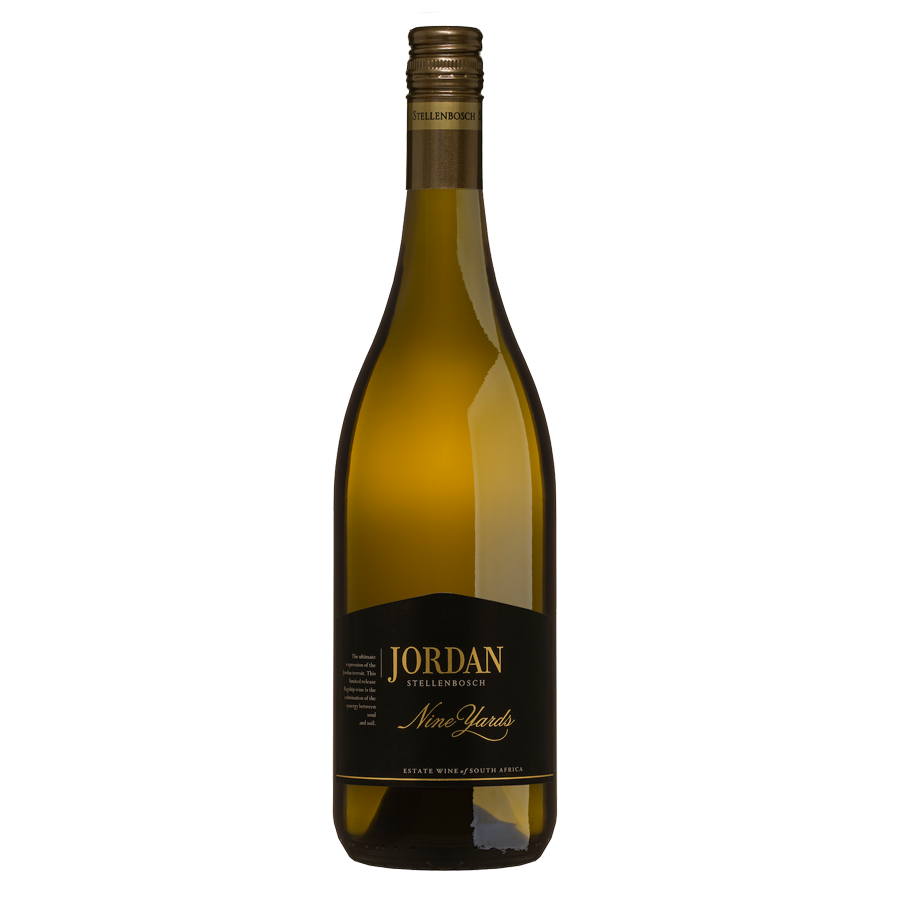 STELLENBOSCH
The ultimate
expression of the
Jordan terroir. This
limited release
flagship wine is the
culmination of the
synergy between
soul
and soil.
JORDAN
STELLENBOSCH
Nine Yards
ESTATE WINE of SOUTH AFRICA